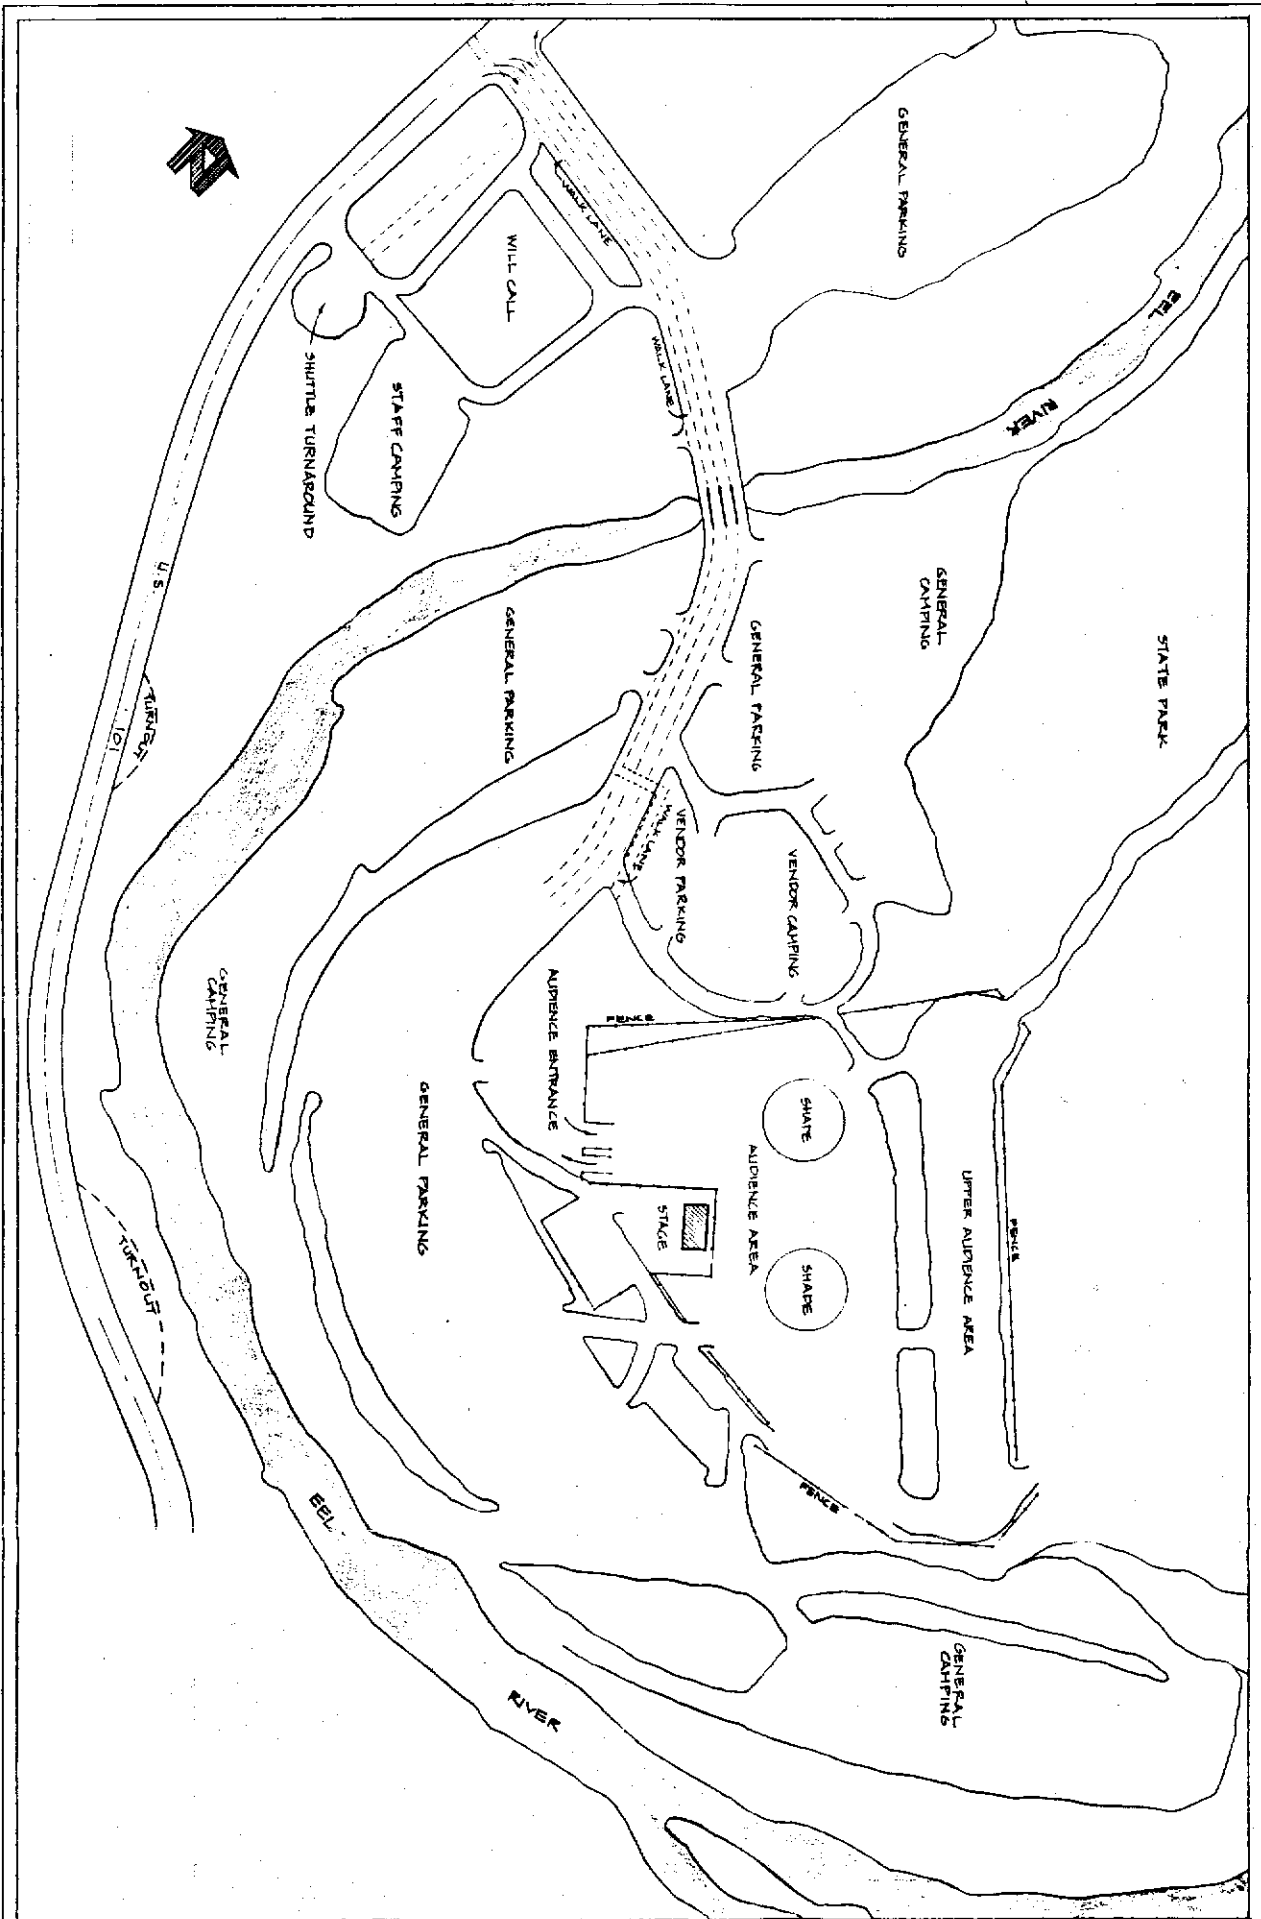 GENERAL PARKING
EEL
RIVER
WALK LANE
WILL CALL
WALK LANE
SHUTTLE TURNAROUND
STAFF CAMPING
U.S.
101
TURNOUT
GENERAL PARKING
GENERAL PARKING
GENERAL
CAMPING
STATE PARK
WALK LANE
VENDOR PARKING
VENDOR CAMPING
GENERAL
CAMPING
AUDIENCE ENTRANCE
FENCE
GENERAL PARKING
SHADE
AUDIENCE AREA
STAGE
SHADE
UPPER AUDIENCE AREA
FENCE
TURNOUT
FENCE
EEL
RIVER
GENERAL
CAMPING